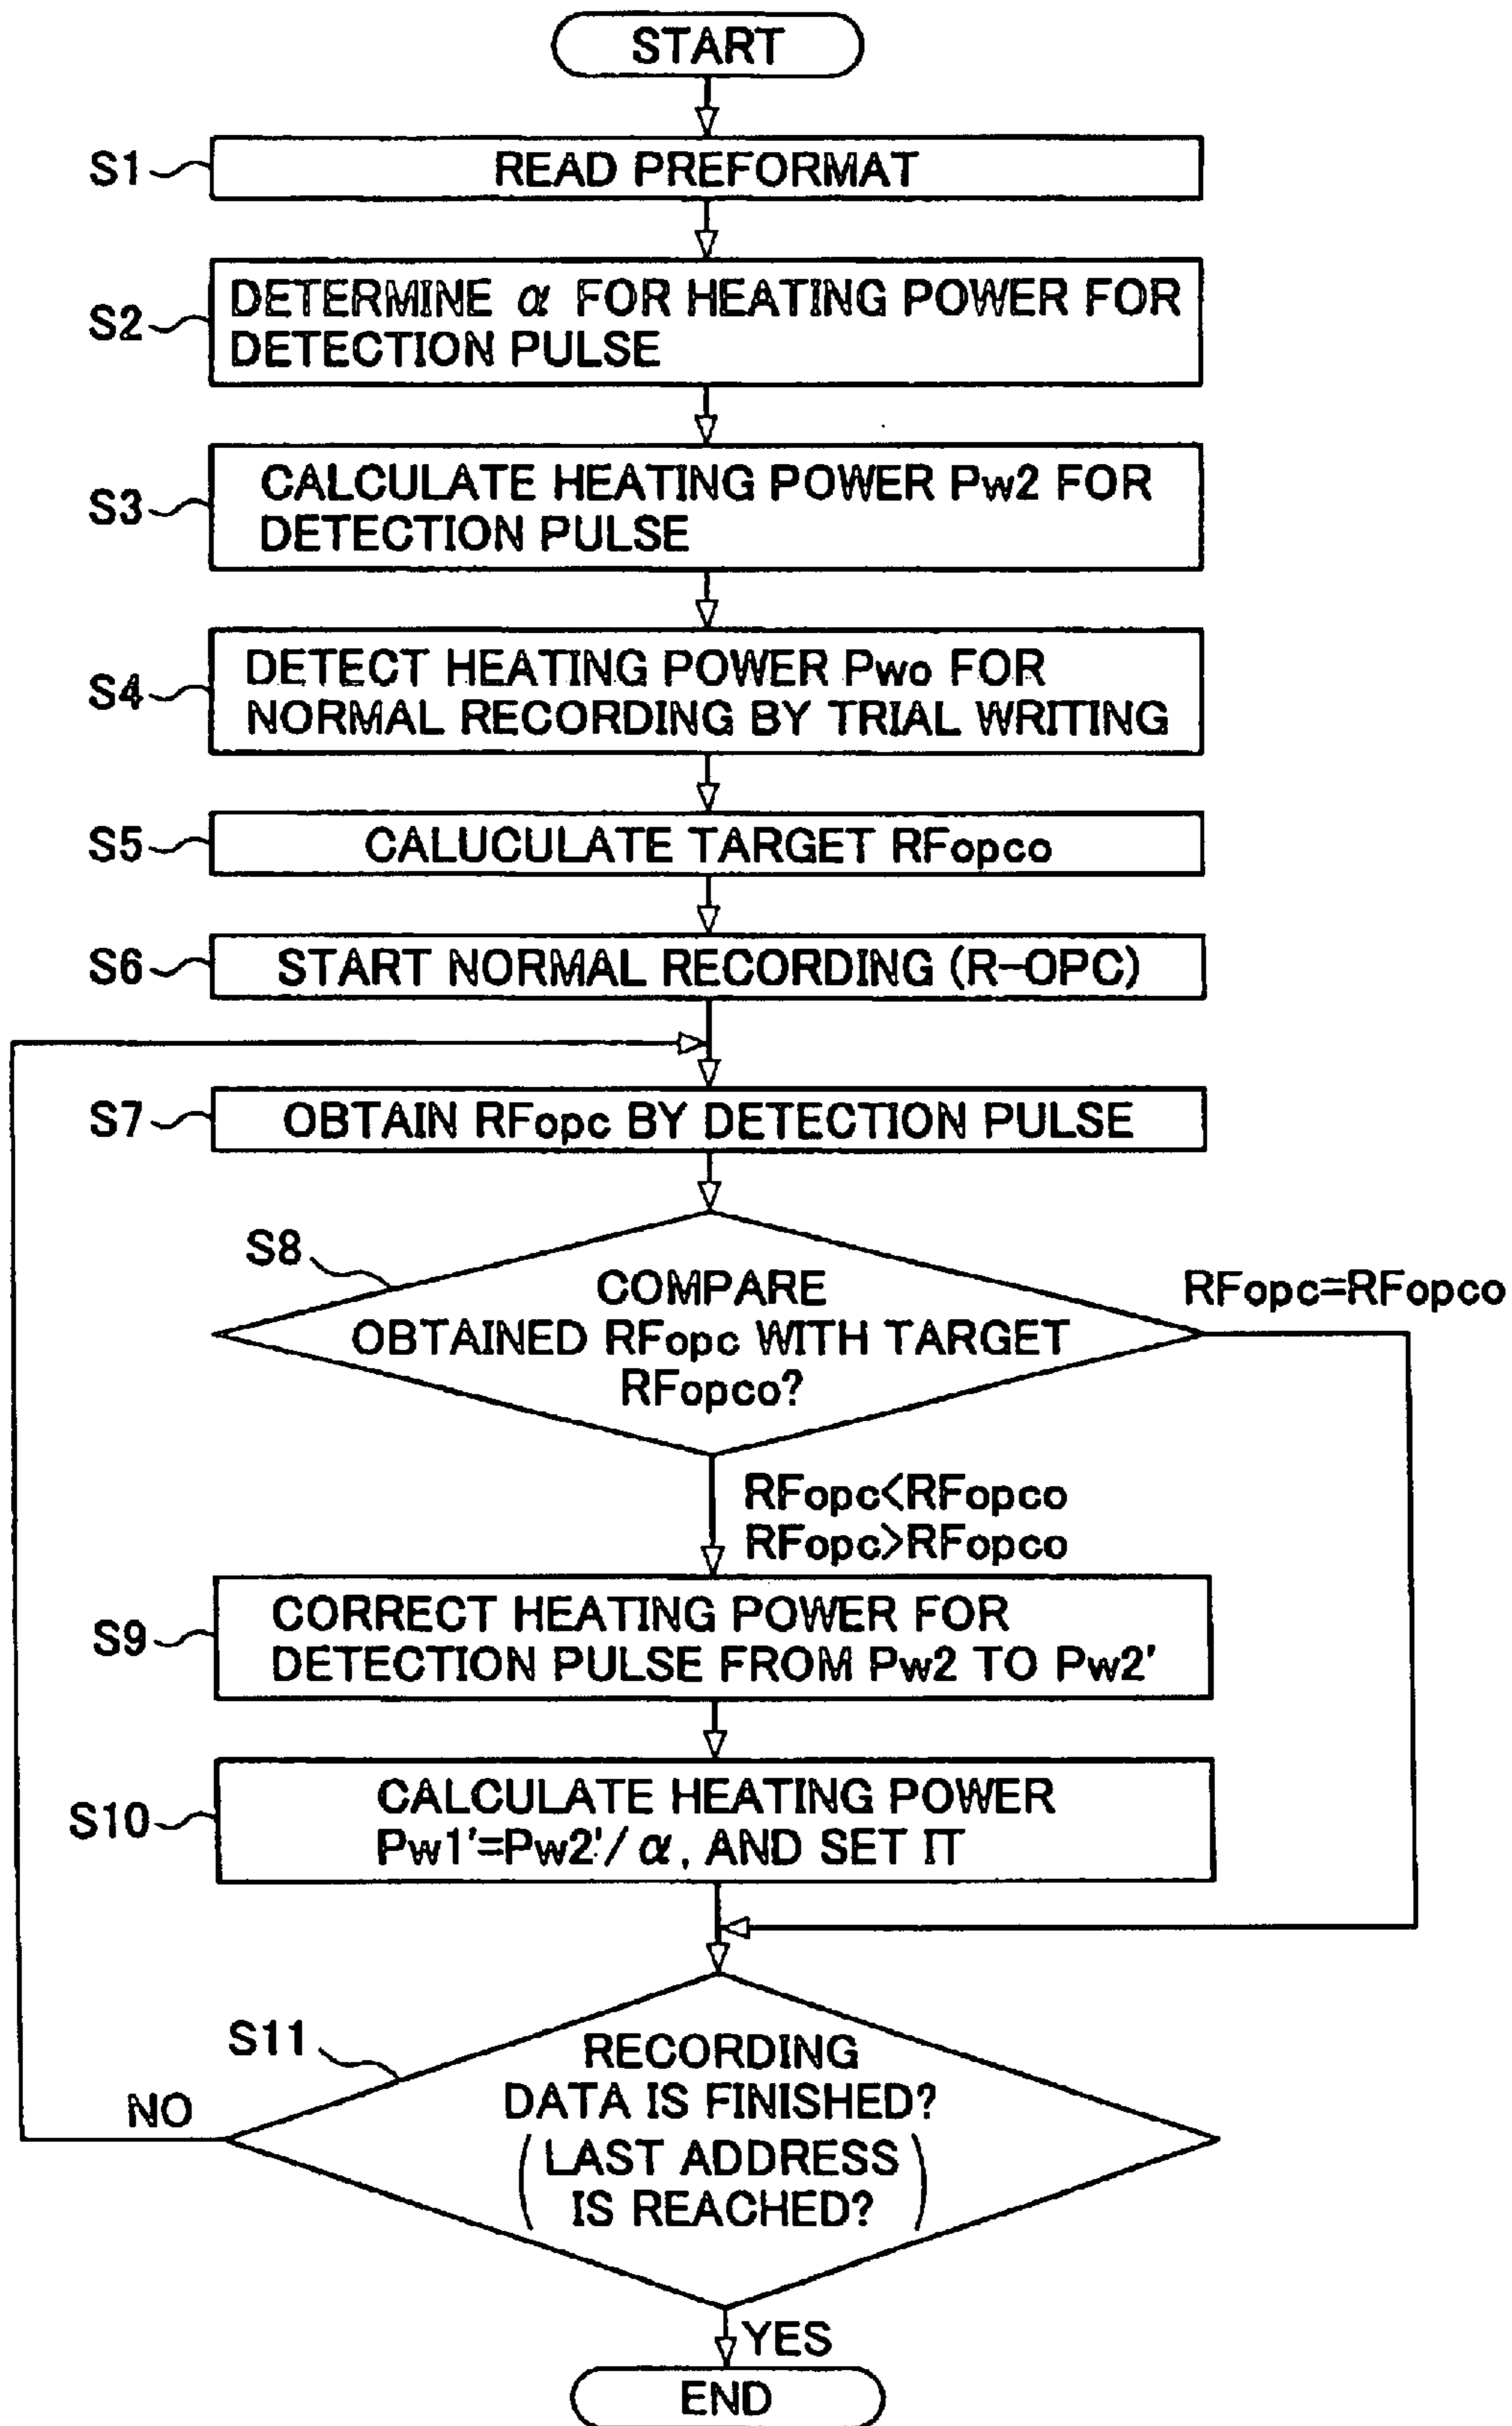 START
S1
READ PREFORMAT
S2
DETERMINE α FOR HEATING POWER FOR
DETECTION PULSE
S3
CALCULATE HEATING POWER Pw2 FOR
DETECTION PULSE
S4
DETECT HEATING POWER Pwo FOR
NORMAL RECORDING BY TRIAL WRITING
S5
CALUCULATE TARGET RFopco
S6
START NORMAL RECORDING (R-OPC)
S7
OBTAIN RFopc BY DETECTION PULSE
S8
COMPARE
OBTAINED RFopc WITH TARGET
RFopco?
RFopc=RFopco
RFopc<RFopco
RFopc>RFopco
S9
CORRECT HEATING POWER FOR
DETECTION PULSE FROM Pw2 TO Pw2'
S10
CALCULATE HEATING POWER
Pw1'=Pw2'/α, AND SET IT
S11
RECORDING
DATA IS FINISHED?
(LAST ADDRESS
IS REACHED?)
NO
YES
END